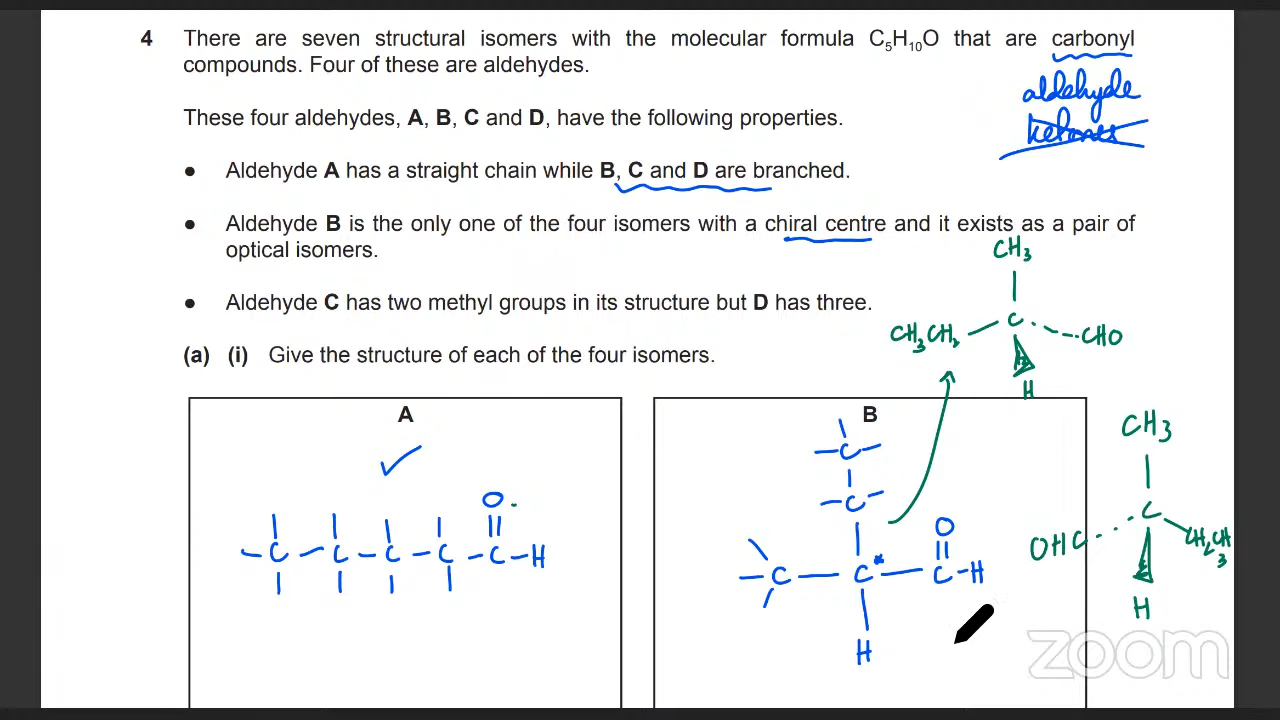 4 There are seven structural isomers with the molecular formula C₅H₁₀O that are carbonyl
compounds. Four of these are aldehydes.
aldehyde
ketones
These four aldehydes, A, B, C and D, have the following properties.
● Aldehyde A has a straight chain while B, C and D are branched.
● Aldehyde B is the only one of the four isomers with a chiral centre and it exists as a pair of
optical isomers.
CH₃
● Aldehyde C has two methyl groups in its structure but D has three.
C
CH₃CH₂ CHO
(a) (i) Give the structure of each of the four isomers.
H
A
B
CH3
C
C
O
O
C
OHC CH₂CH₃
C C C C C–H
C C* C–H
H
H
zoom